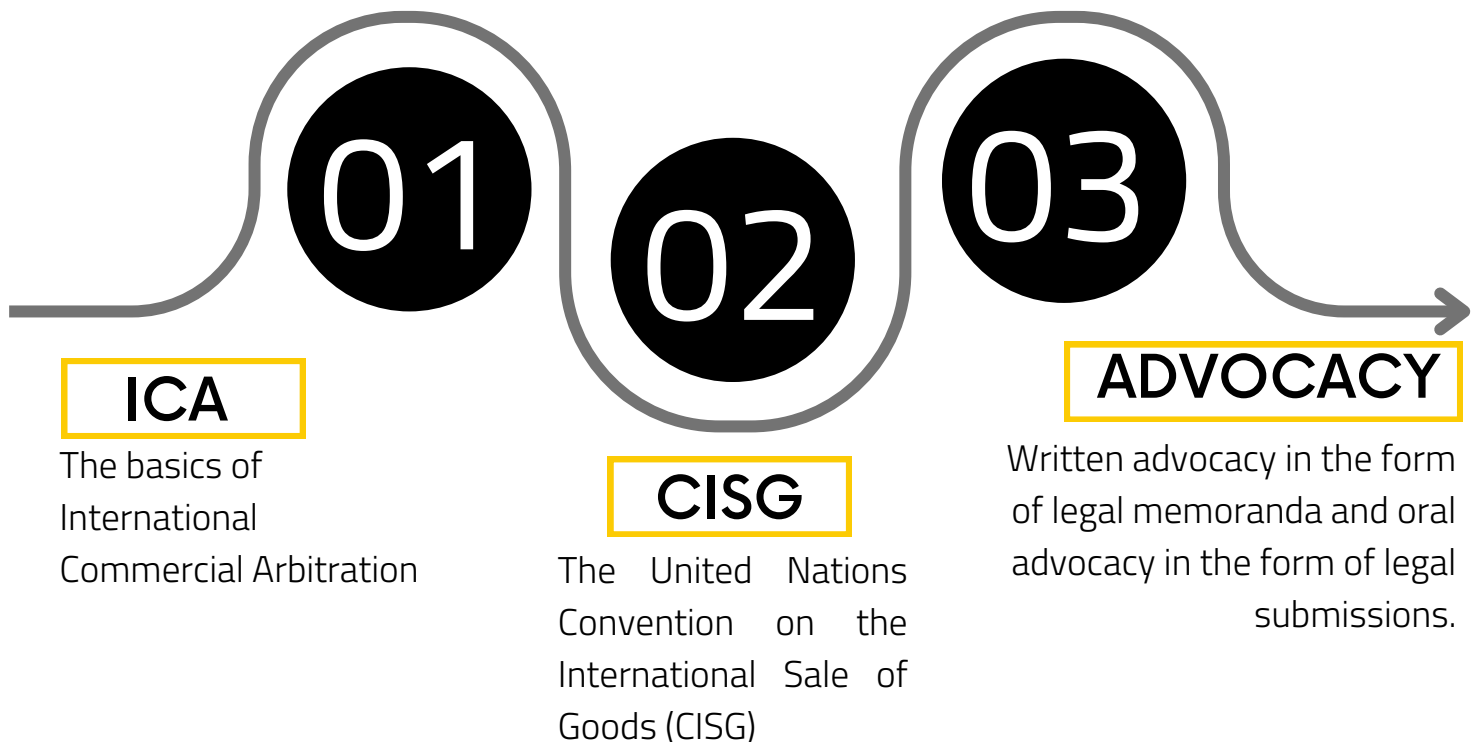 01
ICA
The basics of
International
Commercial Arbitration
02
CISG
The United Nations
Convention on the
International Sale of
Goods (CISG)
03
ADVOCACY
Written advocacy in the form
of legal memoranda and oral
advocacy in the form of legal
submissions.